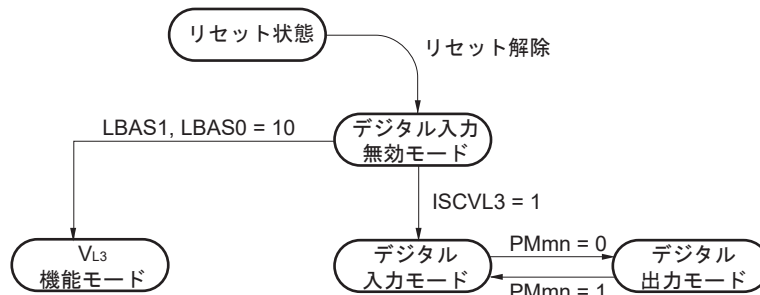 リセット状態
リセット解除
LBAS1, LBAS0 = 10
デジタル入力
無効モード
ISCVL3 = 1
VL3
機能モード
デジタル
入力モード
PMmn = 0
PMmn = 1
デジタル
出力モード